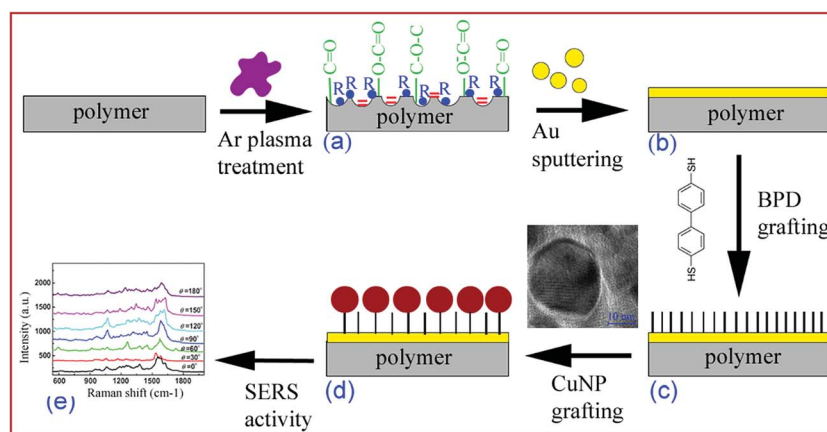 polymer
Ar plasma
treatment
C=O
O-C=O
C-O-C
O-C=O
C=O
R R R R R R
polymer
(a)
Au
sputtering
polymer
(b)
SH
HS
BPD
grafting
polymer
(c)
10 nm
CuNP
grafting
polymer
(d)
SERS
activity
Intensity (a.u.)
2000
1500
1000
500
θ=180°
θ=150°
θ=120°
θ=90°
θ=60°
θ=30°
θ=0°
600 900 1200 1500 1800
Raman shift (cm-1)
(e)